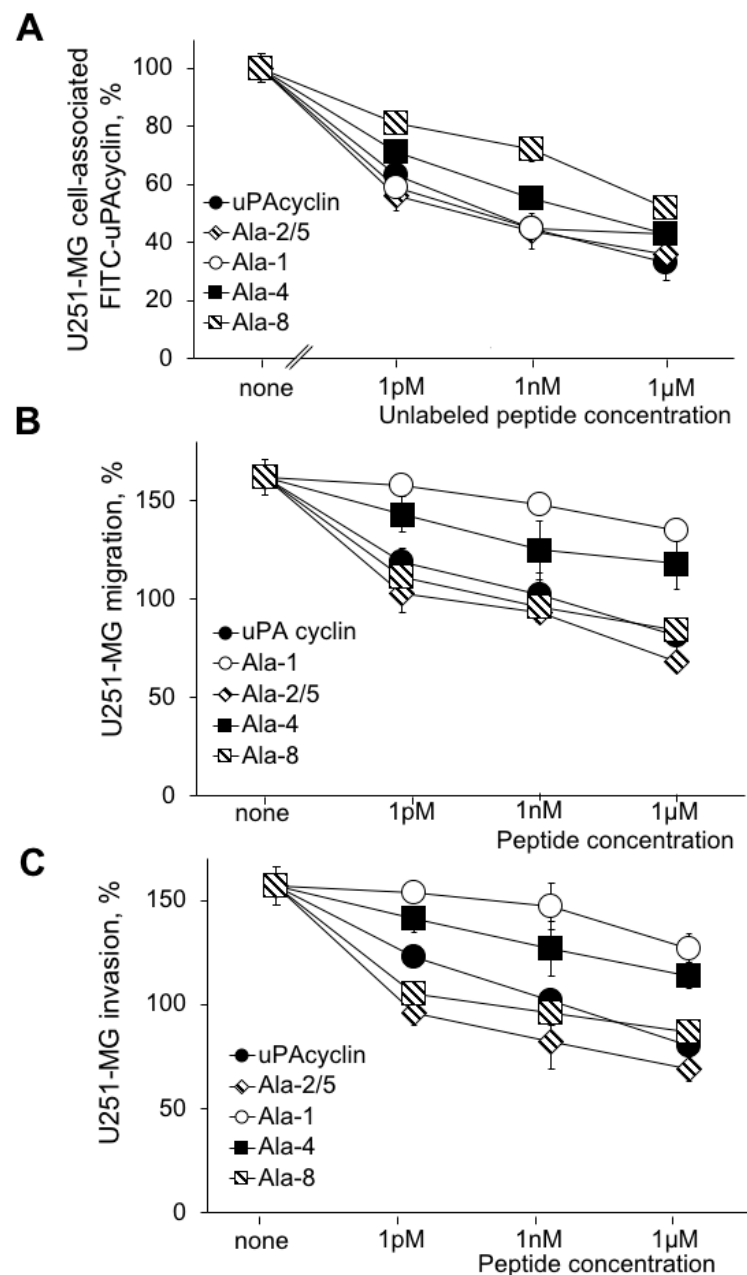 A
U251-MG cell-associated
FITC-uPAcyclin, %
100
80
60
40
20
0
uPAcyclin
Ala-2/5
Ala-1
Ala-4
Ala-8
none
1pM
1nM
1µM
Unlabeled peptide concentration
B
U251-MG migration, %
150
100
50
0
uPA cyclin
Ala-1
Ala-2/5
Ala-4
Ala-8
none
1pM
1nM
1µM
Peptide concentration
C
U251-MG invasion, %
150
100
50
0
uPAcyclin
Ala-2/5
Ala-1
Ala-4
Ala-8
none
1pM
1nM
1µM
Peptide concentration